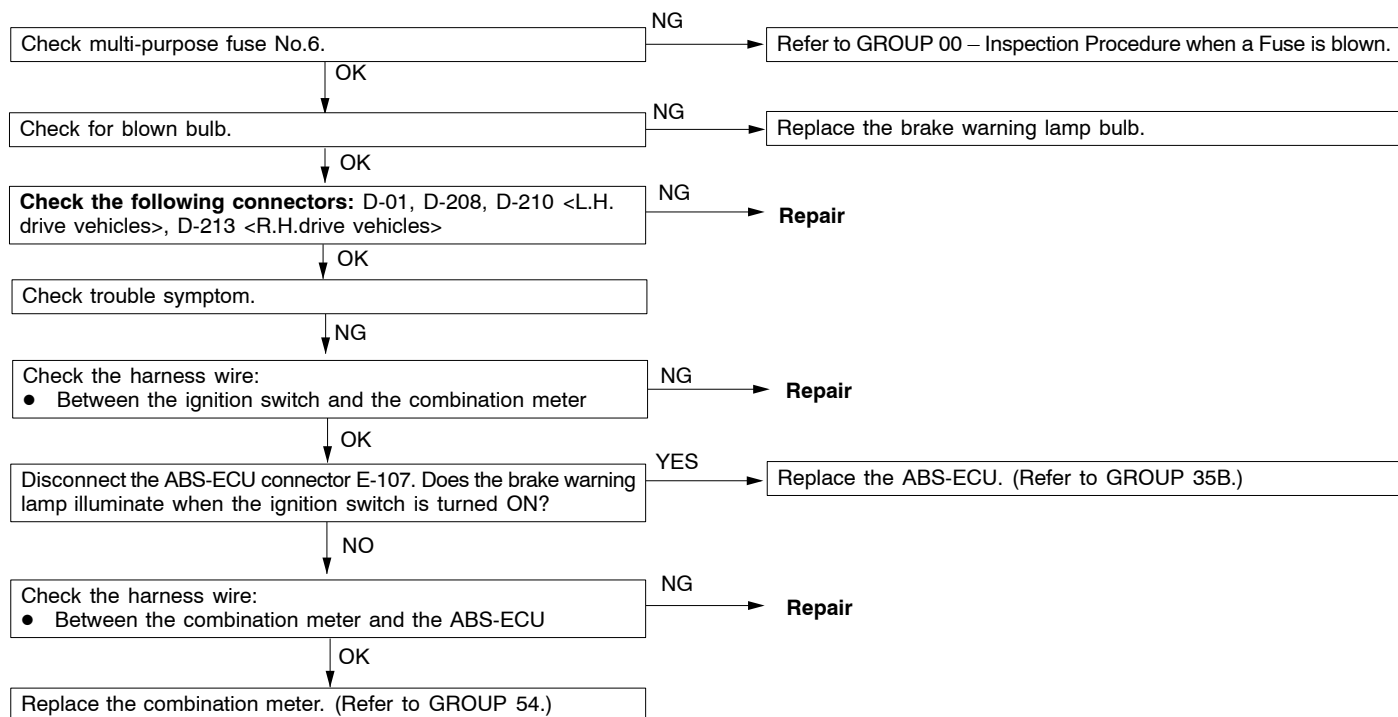 NG
Check multi-purpose fuse No.6.
Refer to GROUP 00 – Inspection Procedure when a Fuse is blown.
OK
NG
Check for blown bulb.
Replace the brake warning lamp bulb.
OK
Check the following connectors: D-01, D-208, D-210 <L.H.
drive vehicles>, D-213 <R.H.drive vehicles>
NG
Repair
OK
Check trouble symptom.
NG
Check the harness wire:
● Between the ignition switch and the combination meter
NG
Repair
OK
Disconnect the ABS-ECU connector E-107. Does the brake warning
lamp illuminate when the ignition switch is turned ON?
YES
Replace the ABS-ECU. (Refer to GROUP 35B.)
NO
Check the harness wire:
● Between the combination meter and the ABS-ECU
NG
Repair
OK
Replace the combination meter. (Refer to GROUP 54.)